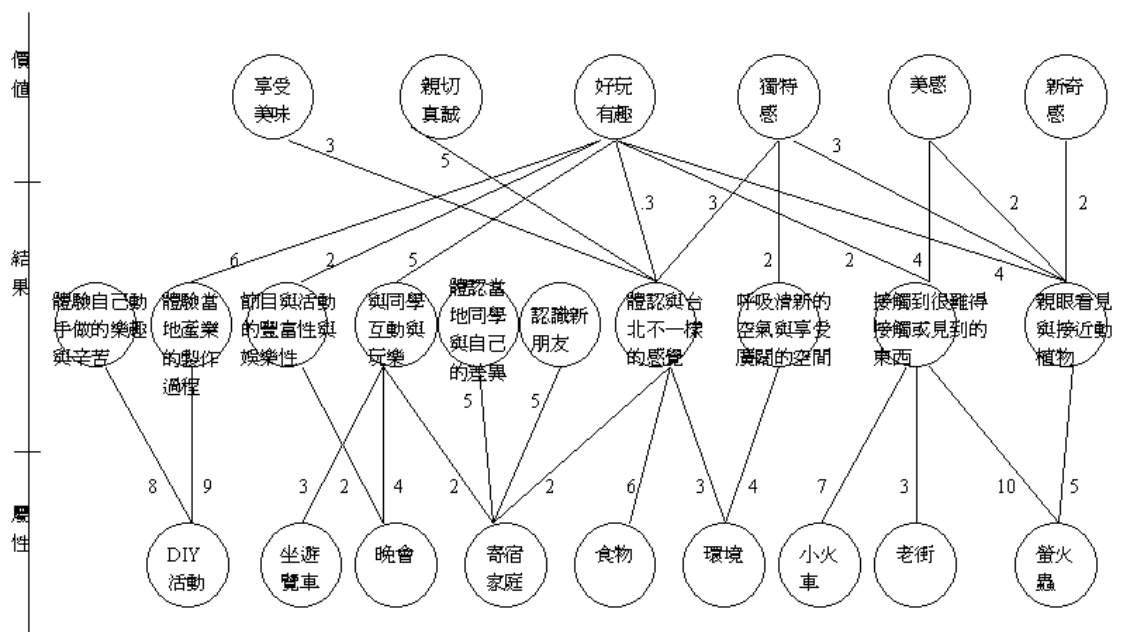 價
值
享受
美味
親切
真誠
好玩
有趣
獨特
感
美感
新奇
感
3
5
3
6
2
5
.3
3
2
2
4
4
2
2
結
果
體驗自己動
手做的樂趣
與辛苦
體驗當
地產業
的製作
過程
節目與活動
的豐富性與
娛樂性
與同學
互動與
玩樂
體認當
地同學
與自己
的差異
認識新
朋友
體認與台
北不一樣
的感覺
呼吸清新的
空氣與享受
廣闊的空間
接觸到很難得
接觸或見到的
東西
親眼看見
與接近動
植物
5
5
8
9
3
2
4
2
2
6
3
4
7
3
10
5
屬
性
DIY
活動
坐遊
覽車
晚會
寄宿
家庭
食物
環境
小火
車
老街
螢火
蟲